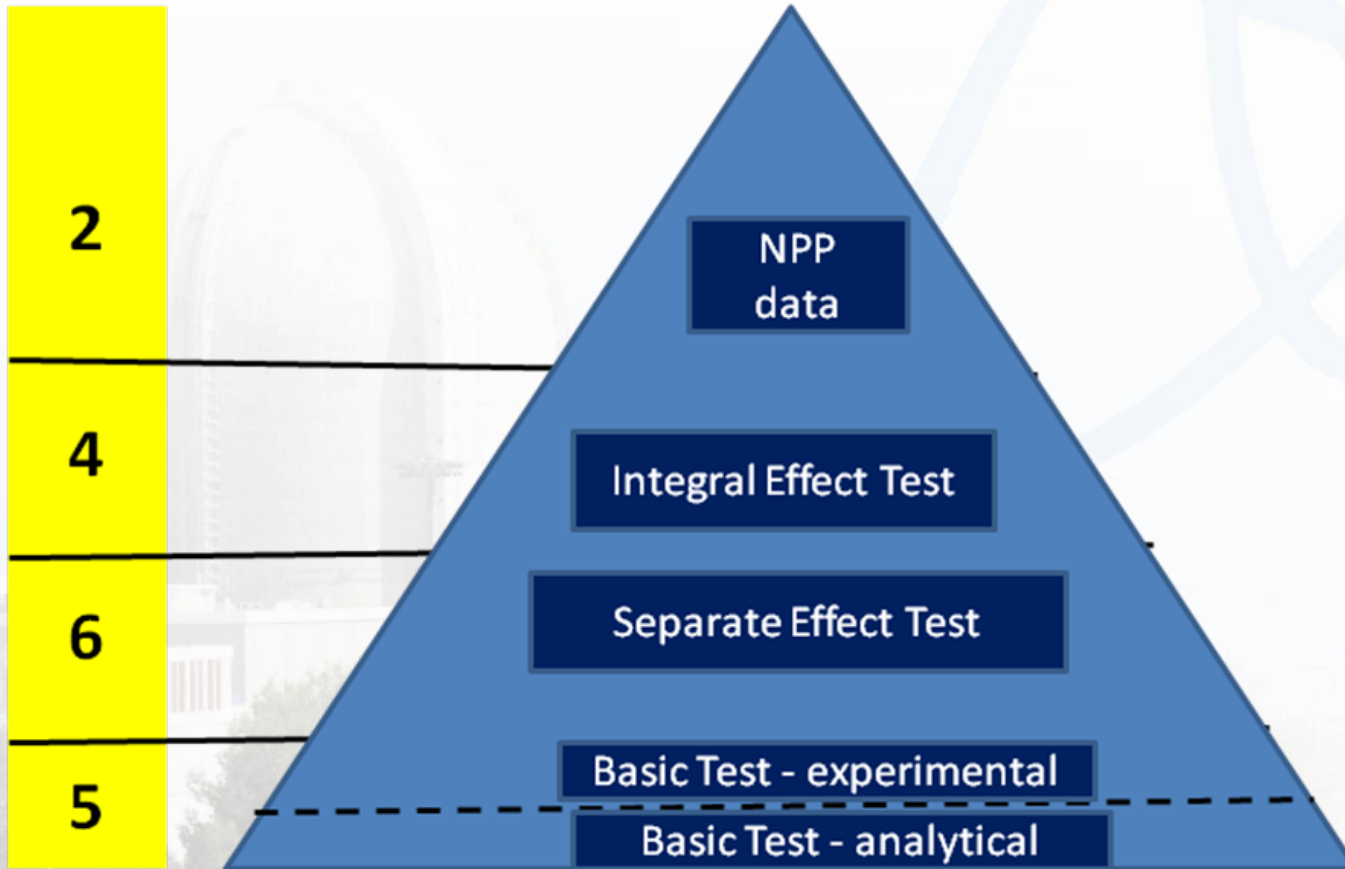 2
NPP
data
4
Integral Effect Test
6
Separate Effect Test
5
Basic Test - experimental
Basic Test - analytical